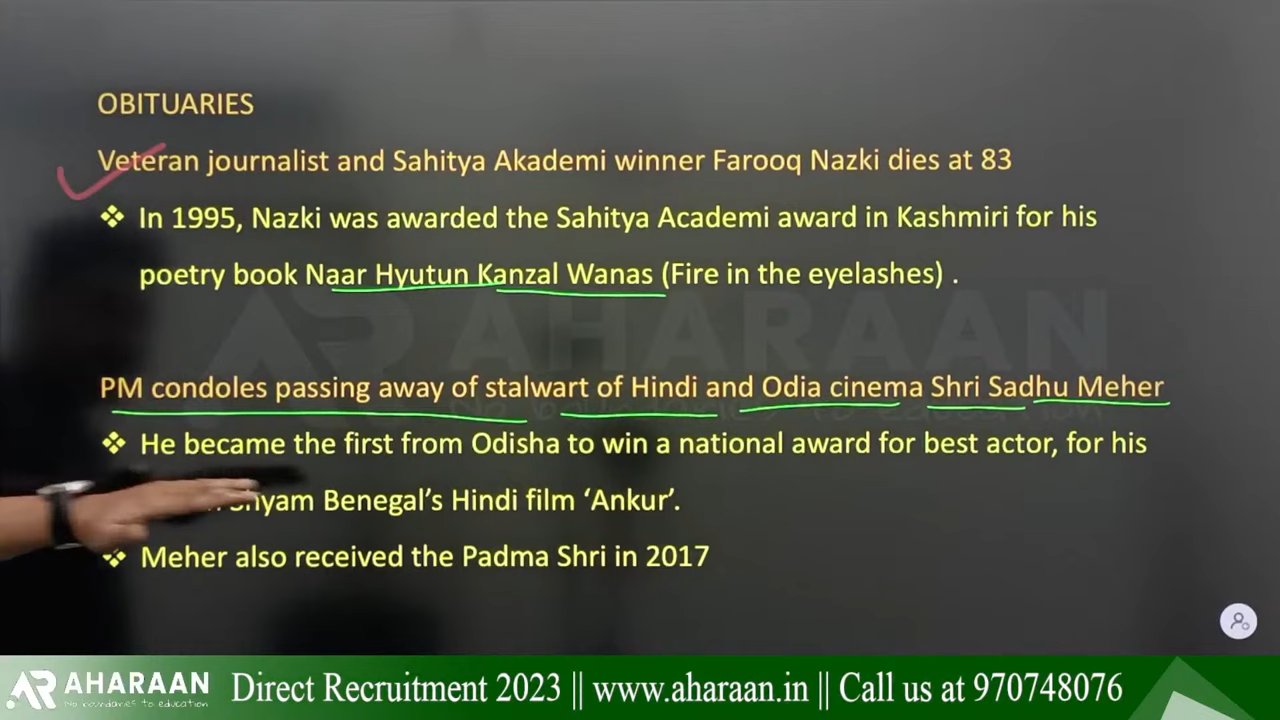 OBITUARIES
Veteran journalist and Sahitya Akademi winner Farooq Nazki dies at 83
❖ In 1995, Nazki was awarded the Sahitya Academi award in Kashmiri for his
poetry book Naar Hyutun Kanzal Wanas (Fire in the eyelashes) .
AHARAAN
PM condoles passing away of stalwart of Hindi and Odia cinema Shri Sadhu Meher
❖ He became the first from Odisha to win a national award for best actor, for his
Shyam Benegal’s Hindi film ‘Ankur’.
❖ Meher also received the Padma Shri in 2017
AHARAAN
No boundaries to education
Direct Recruitment 2023 || www.aharaan.in || Call us at 970748076